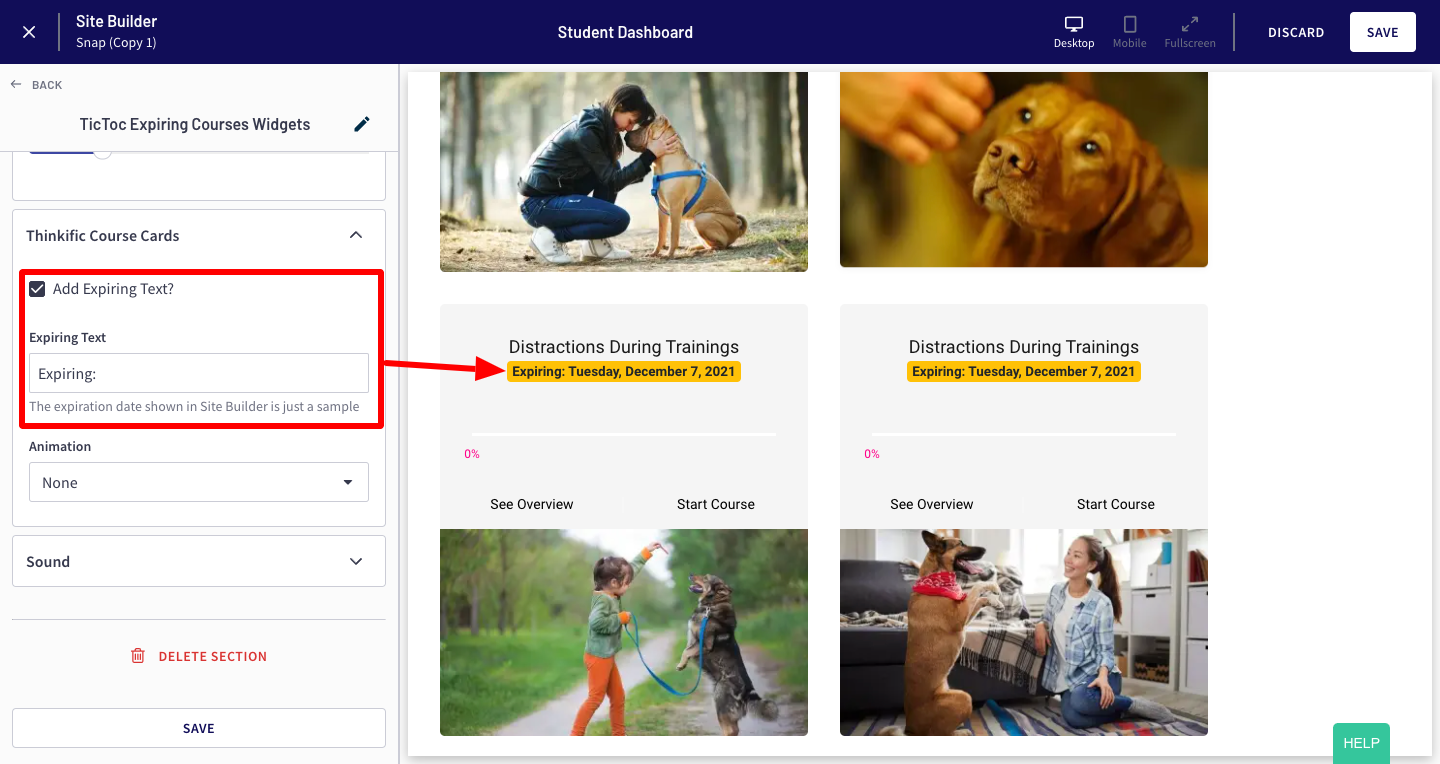 Site Builder
Snap (Copy 1)
Student Dashboard
Desktop
Mobile
Fullscreen
DISCARD
SAVE
BACK
TicToc Expiring Courses Widgets
Thinkific Course Cards
Add Expiring Text?
Expiring Text
Expiring:
The expiration date shown in Site Builder is just a sample
Animation
None
Sound
DELETE SECTION
SAVE
Distractions During Trainings
Expiring: Tuesday, December 7, 2021
0%
See Overview
Start Course
Distractions During Trainings
Expiring: Tuesday, December 7, 2021
0%
See Overview
Start Course
HELP